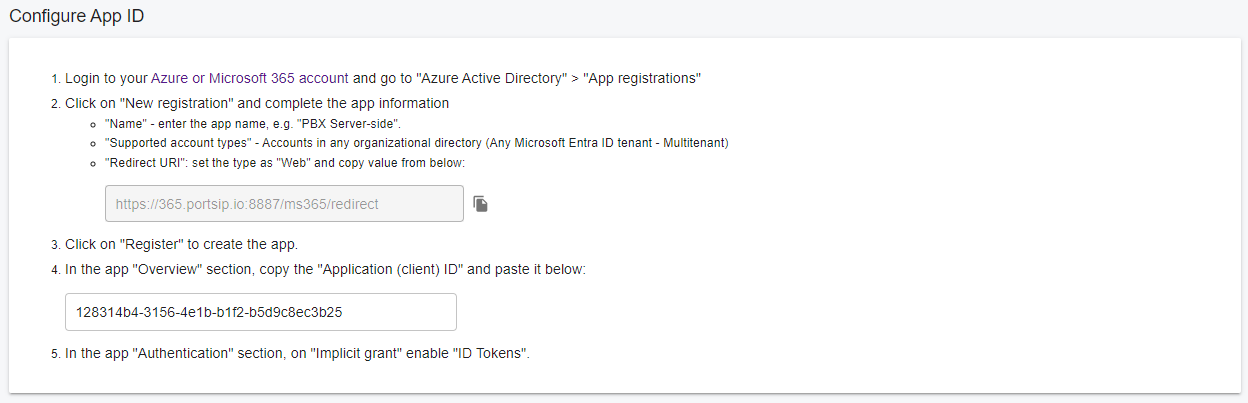 Configure App ID
1. Login to your Azure or Microsoft 365 account and go to "Azure Active Directory" > "App registrations"
2. Click on "New registration" and complete the app information
"Name" - enter the app name, e.g. "PBX Server-side".
"Supported account types" - Accounts in any organizational directory (Any Microsoft Entra ID tenant - Multitenant)
"Redirect URI": set the type as "Web" and copy value from below:
https://365.portsip.io:8887/ms365/redirect
3. Click on "Register" to create the app.
4. In the app "Overview" section, copy the "Application (client) ID" and paste it below:
128314b4-3156-4e1b-b1f2-b5d9c8ec3b25
5. In the app "Authentication" section, on "Implicit grant" enable "ID Tokens".